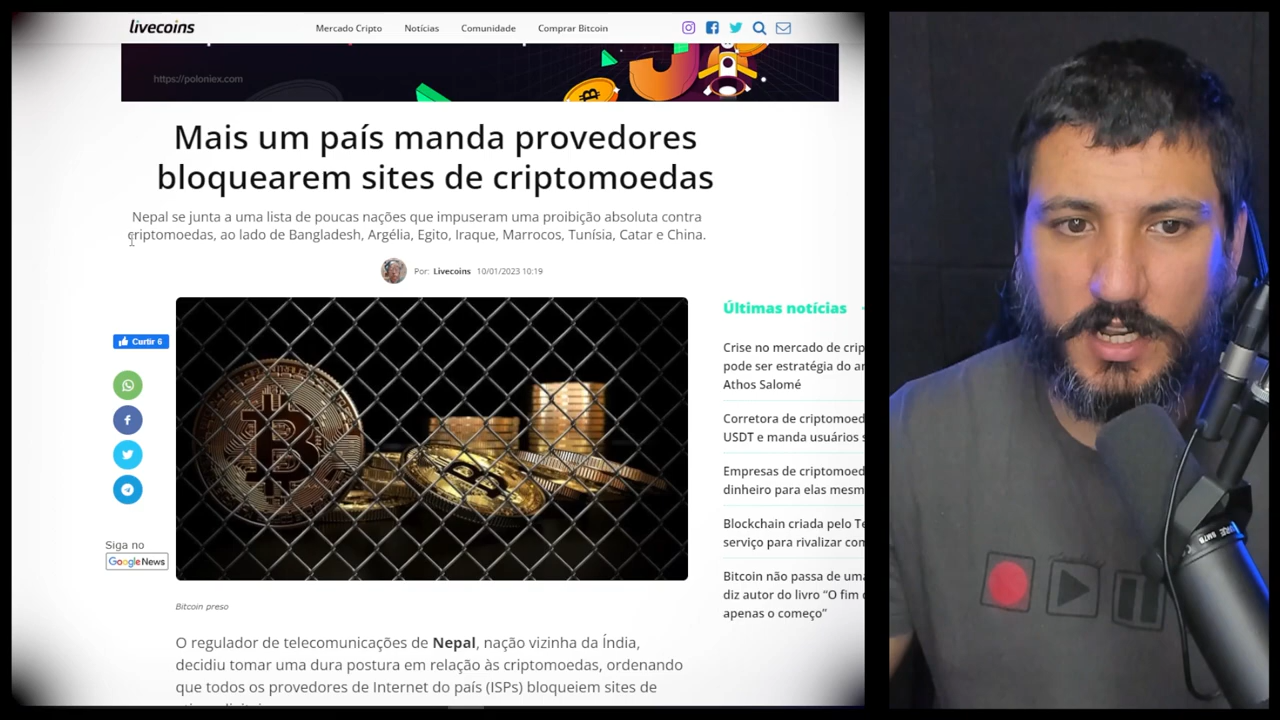 livecoins
Mercado Cripto
Notícias
Comunidade
Comprar Bitcoin
https://poloniex.com
Mais um país manda provedores
bloquearem sites de criptomoedas
Nepal se junta a uma lista de poucas nações que impuseram uma proibição absoluta contra
criptomoedas, ao lado de Bangladesh, Argélia, Egito, Iraque, Marrocos, Tunísia, Catar e China.
Por: Livecoins 10/01/2023 10:19
Curtir 6
Siga no
Google News
Bitcoin preso
O regulador de telecomunicações de Nepal, nação vizinha da Índia,
decidiu tomar uma dura postura em relação às criptomoedas, ordenando
que todos os provedores de Internet do país (ISPs) bloqueiem sites de
Últimas notícias
Crise no mercado de crip
pode ser estratégia do
Athos Salomé
Corretora de criptomoed
USDT e manda usuários
Empresas de criptomoed
dinheiro para elas mesm
Blockchain criada pelo
serviço para rivalizar
Bitcoin não passa de
diz autor do livro “O fim
apenas o começo”
SM7B